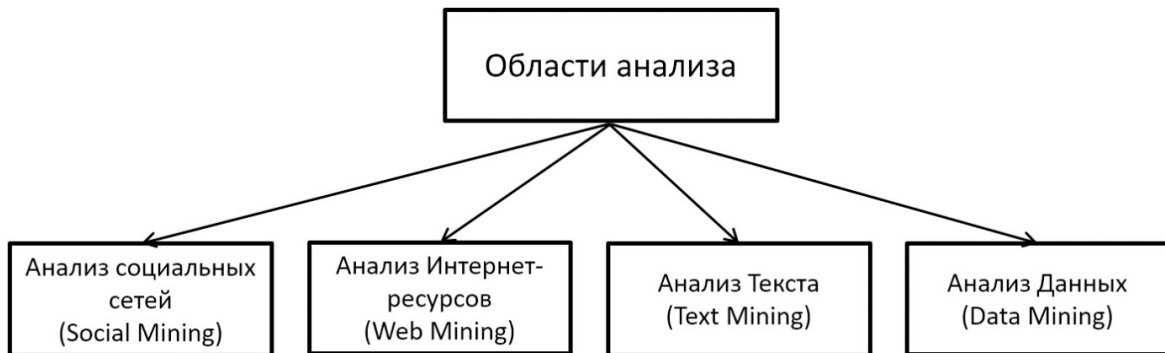 Области анализа
Анализ социальных
сетей
(Social Mining)
Анализ Интернет-
ресурсов
(Web Mining)
Анализ Текста
(Text Mining)
Анализ Данных
(Data Mining)